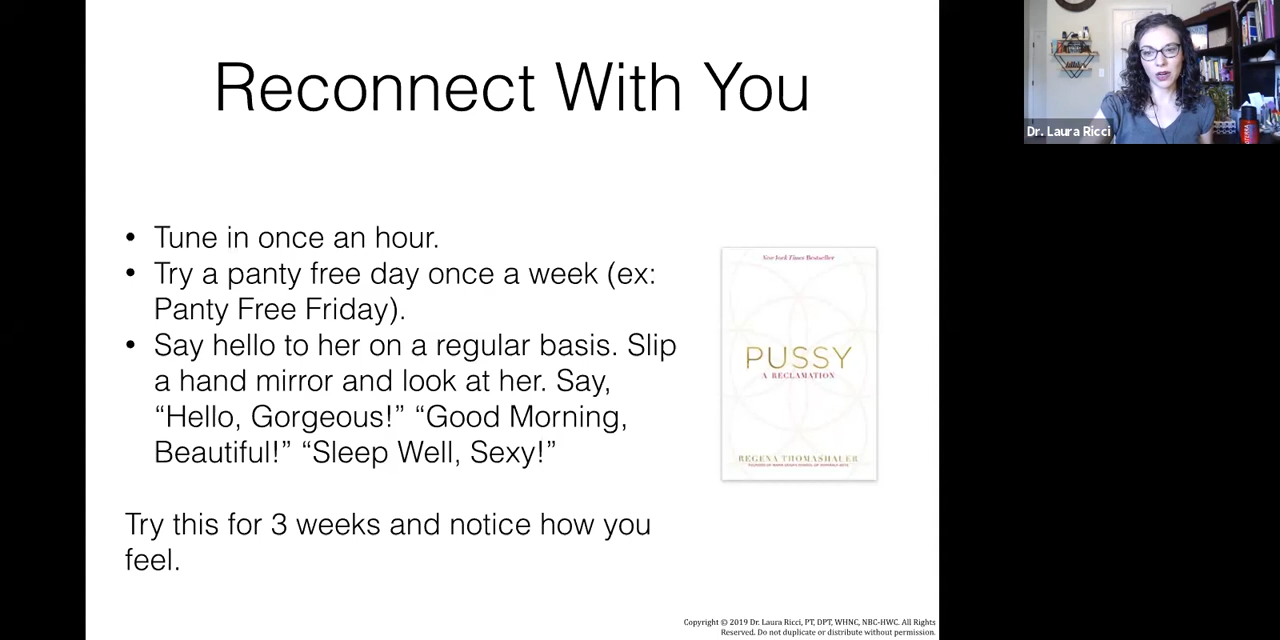 Reconnect With You
Dr. Laura Ricci
• Tune in once an hour.
• Try a panty free day once a week (ex:
Panty Free Friday).
• Say hello to her on a regular basis. Slip
a hand mirror and look at her. Say,
“Hello, Gorgeous!” “Good Morning,
Beautiful!” “Sleep Well, Sexy!”
Try this for 3 weeks and notice how you
feel.
New York Times Bestseller
PUSSY
A RECLAMATION
REGENA THOMASHAUER
Copyright © 2019 Dr. Laura Ricci, PT, DPT, WHNC, NBC-HWC. All Rights
Reserved. Do not duplicate or distribute without permission.